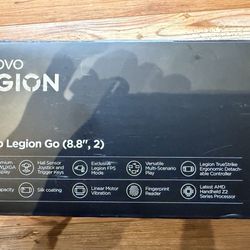 OVO
GION
o Legion Go (8.8", 2)
Hall Sensor
Joystick and
Trigger Keys
Exclusive
Legion FPS
Mode
Versatile
Multi-Scenario
Play
Legion TrueStrike
Ergonomic Detach-
able Controller
apacity
Silk coating
Linear Motor
Vibration
Fingerprint
Reader
Latest AMD
Handheld Z2
Series Processor